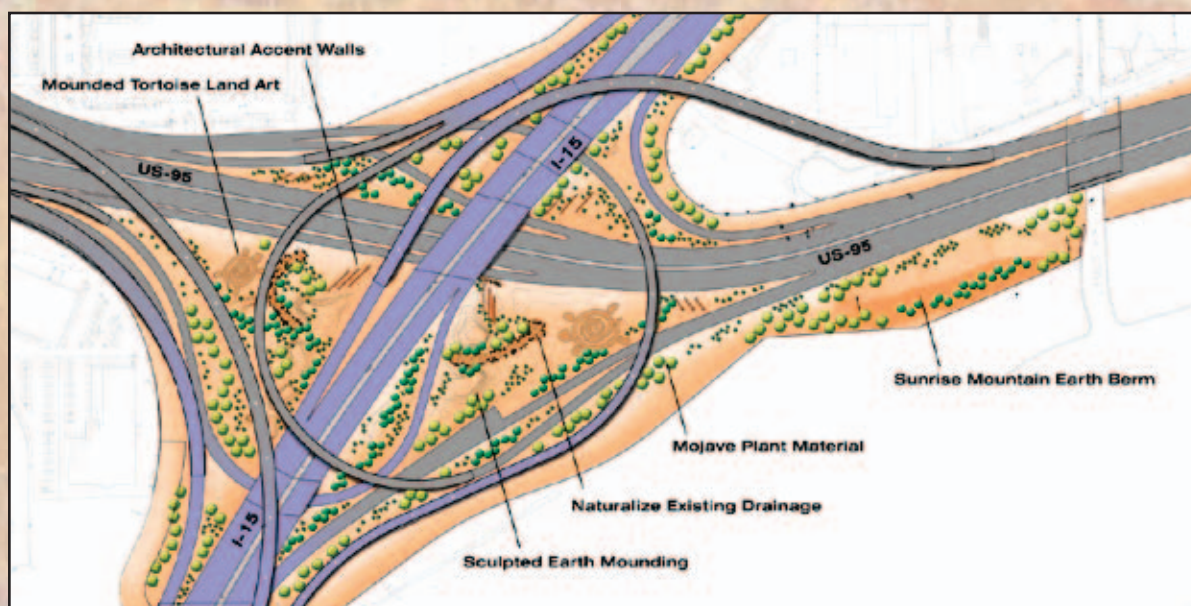 Architectural Accent Walls
Mounded Tortoise Land Art
I-15
US-95
US-95
Sunrise Mountain Earth Berm
Mojave Plant Material
Naturalize Existing Drainage
I-15
Sculpted Earth Mounding